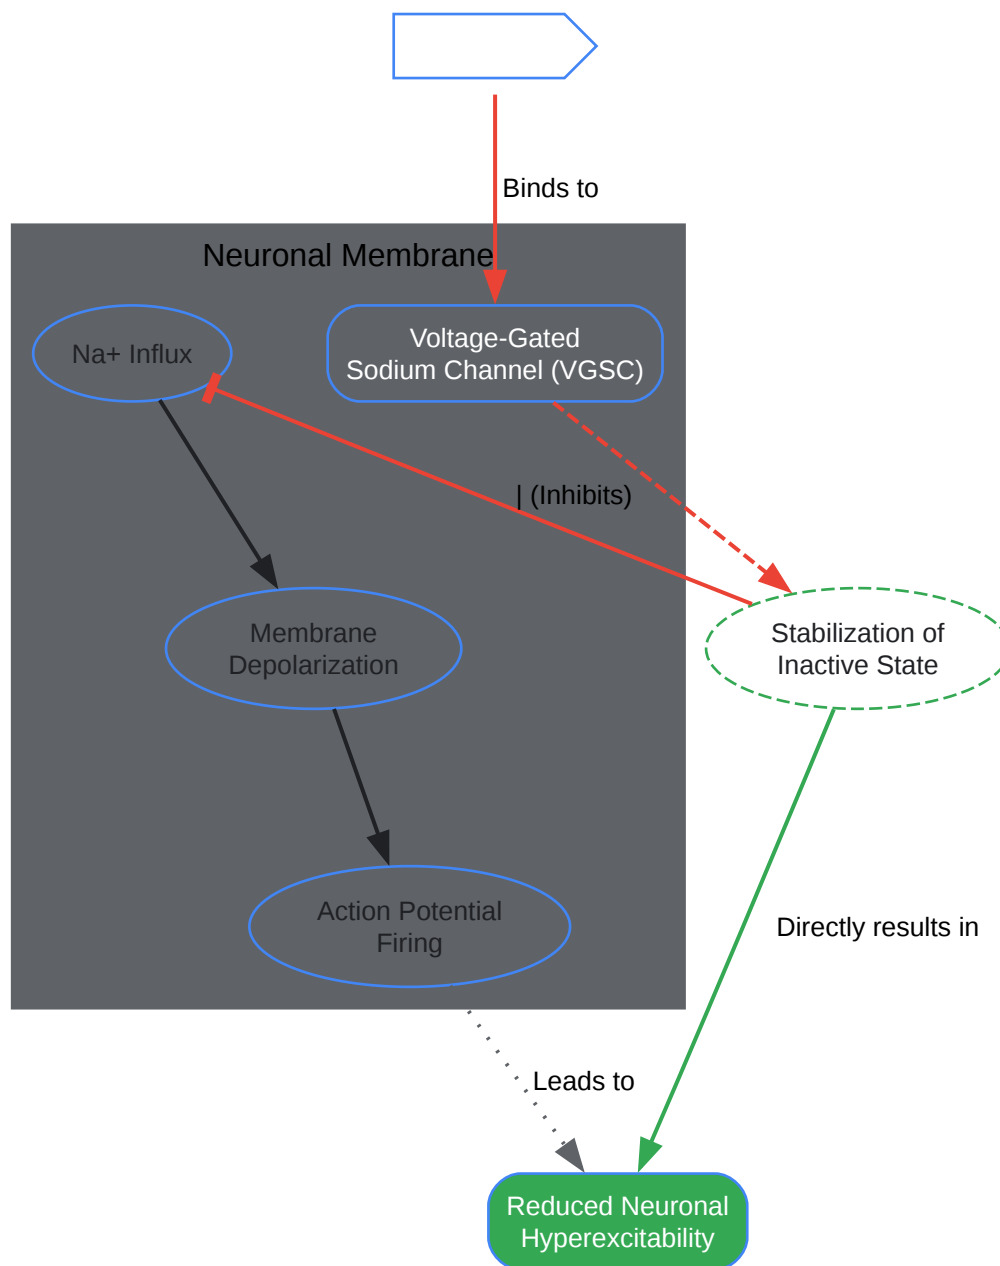 Binds to
Neuronal Membrane
Na+ Influx
Voltage-Gated
Sodium Channel (VGSC)
| (Inhibits)
Membrane
Depolarization
Stabilization of
Inactive State
Action Potential
Firing
Directly results in
Leads to
Reduced Neuronal
Hyperexcitability